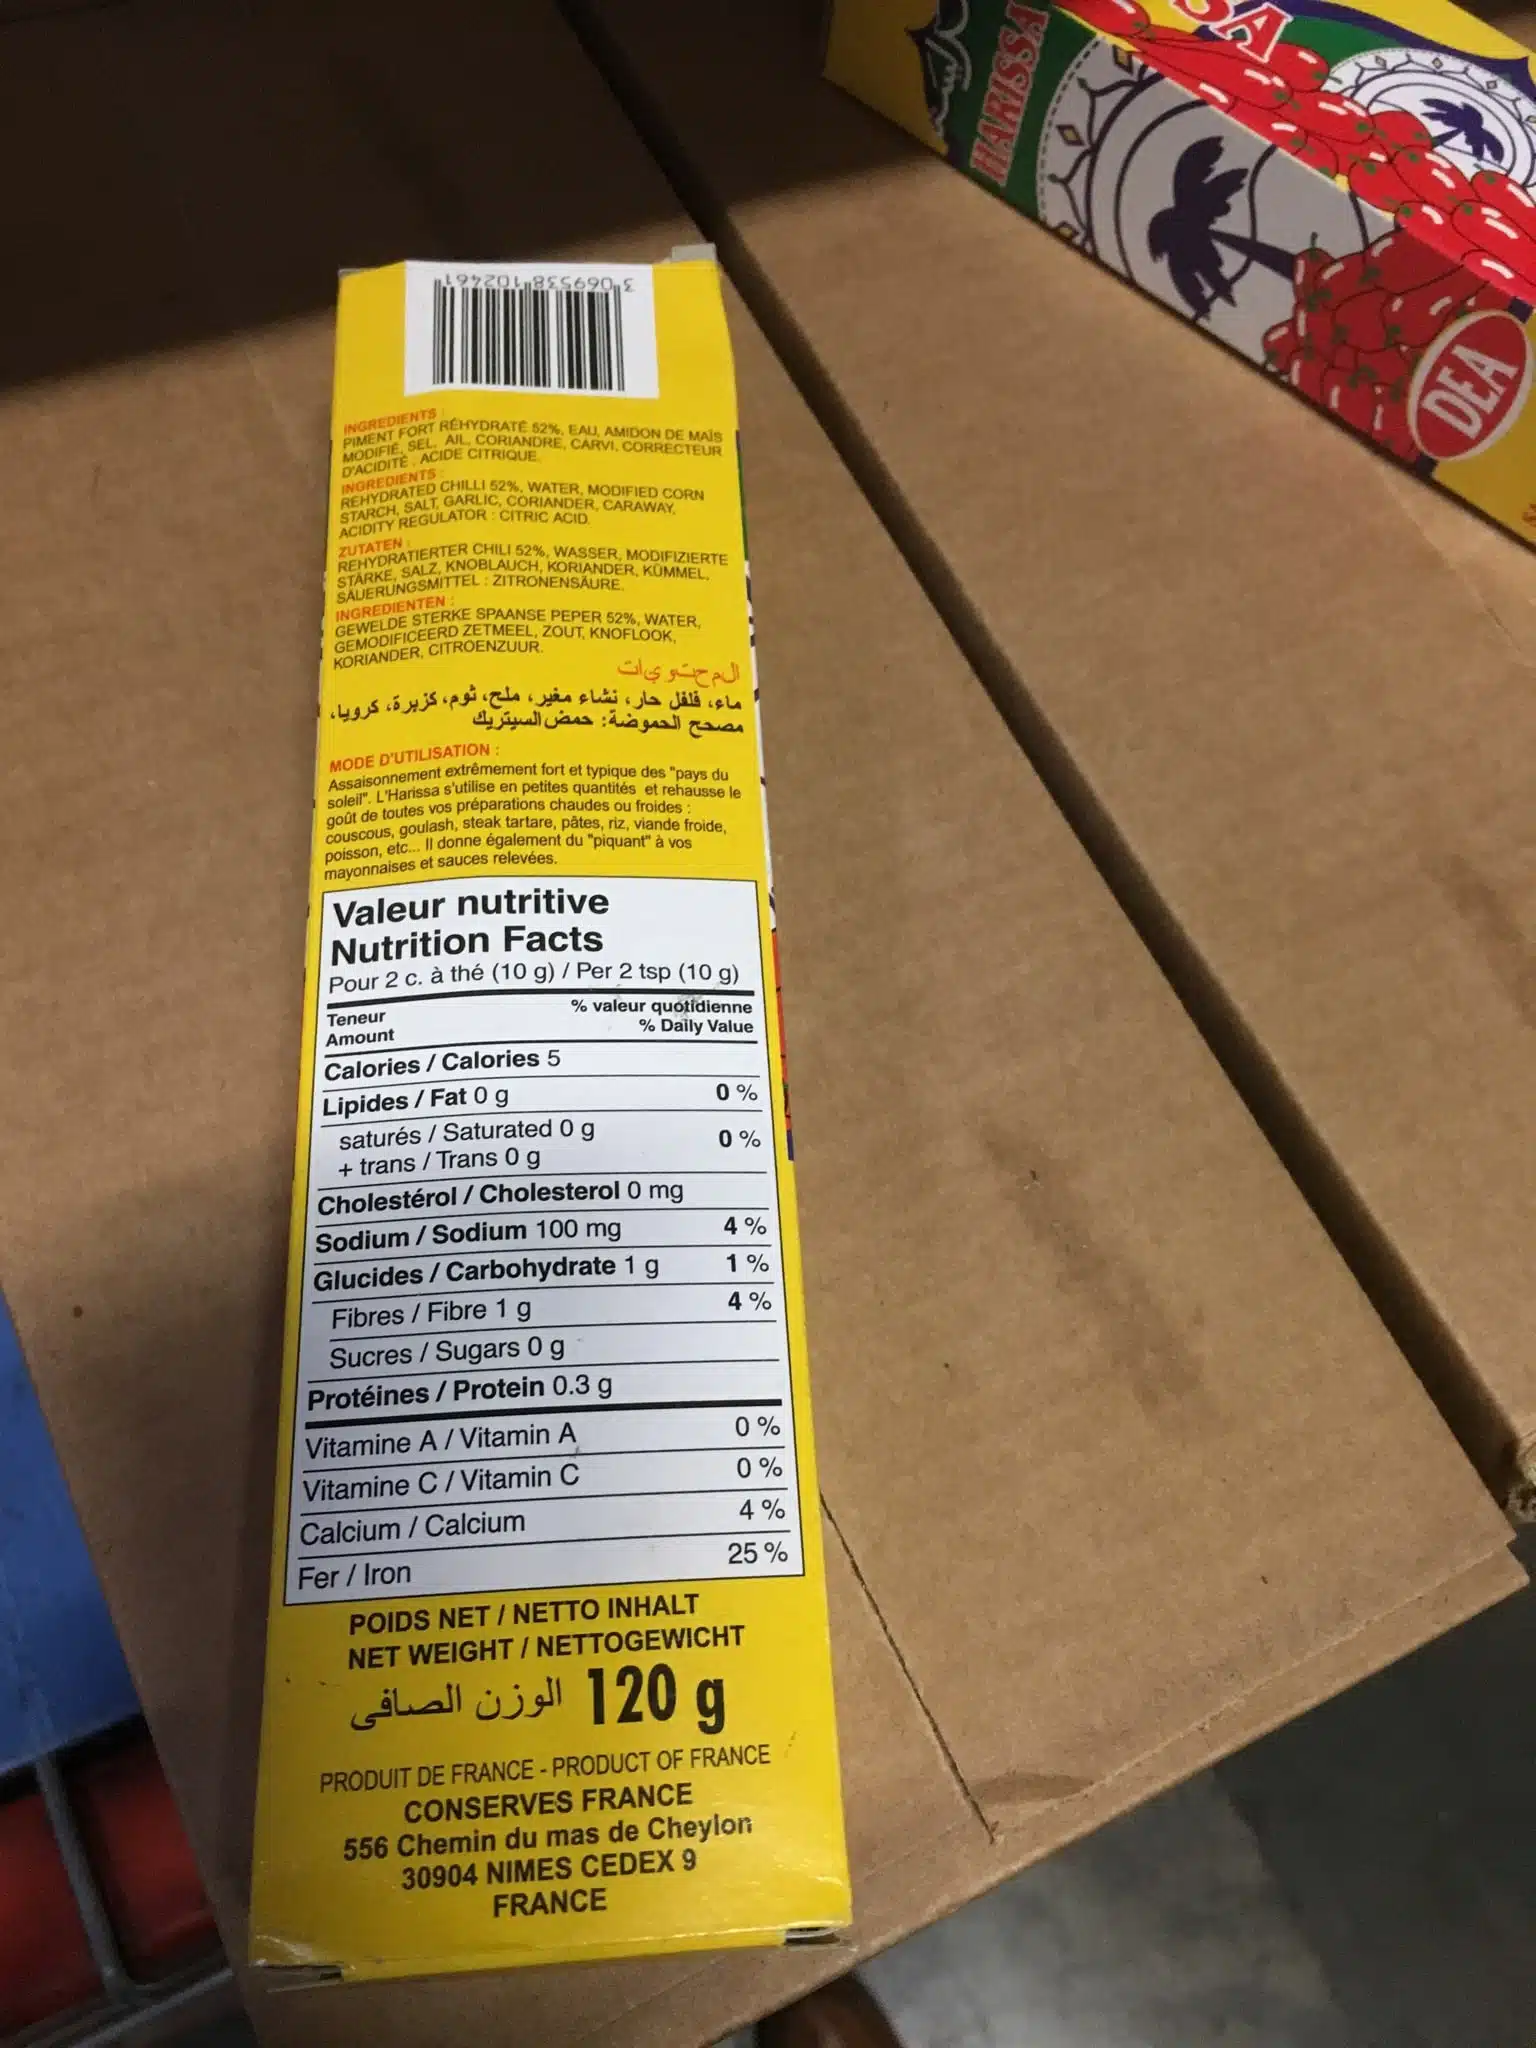 3 069538 102461
INGREDIENTS :
PIMENT FORT RÉHYDRATÉ 52%, EAU, AMIDON DE MAÏS
MODIFIÉ, SEL, AIL, CORIANDRE, CARVI, CORRECTEUR
D'ACIDITÉ : ACIDE CITRIQUE.
INGREDIENTS :
REHYDRATED CHILLI 52%, WATER, MODIFIED CORN
STARCH, SALT, GARLIC, CORIANDER, CARAWAY,
ACIDITY REGULATOR : CITRIC ACID.
ZUTATEN :
REHYDRATIERTER CHILI 52%, WASSER, MODIFIZIERTE
STÄRKE, SALZ, KNOBLAUCH, KORIANDER, KÜMMEL,
SÄUERUNGSMITTEL : ZITRONENSÄURE.
INGREDIENTEN :
GEWELDE STERKE SPAANSE PEPER 52%, WATER,
GEMODIFICEERD ZETMEEL, ZOUT, KNOFLOOK,
KORIANDER, CITROENZUUR.
المحتويات
ماء، فلفل حار، نشاء مغير، ملح، ثوم، كزبرة، كرويا،
مصحح الحموضة: حمض السيتريك
MODE D'UTILISATION :
Assaisonnement extrêmement fort et typique des "pays du
soleil". L'Harissa s'utilise en petites quantités et rehausse le
goût de toutes vos préparations chaudes ou froides :
couscous, goulash, steak tartare, pâtes, riz, viande froide,
poisson, etc... Il donne également du "piquant" à vos
mayonnaises et sauces relevées.
Valeur nutritive
Nutrition Facts
Pour 2 c. à thé (10 g) / Per 2 tsp (10 g)
Teneur % valeur quotidienne
Amount % Daily Value
Calories / Calories 5
Lipides / Fat 0 g 0 %
saturés / Saturated 0 g 0 %
+ trans / Trans 0 g
Cholestérol / Cholesterol 0 mg
Sodium / Sodium 100 mg 4 %
Glucides / Carbohydrate 1 g 1 %
Fibres / Fibre 1 g 4 %
Sucres / Sugars 0 g
Protéines / Protein 0.3 g
Vitamine A / Vitamin A 0 %
Vitamine C / Vitamin C 0 %
Calcium / Calcium 4 %
Fer / Iron 25 %
POIDS NET / NETTO INHALT
NET WEIGHT / NETTOGEWICHT
الوزن الصافى 120 g
PRODUIT DE FRANCE - PRODUCT OF FRANCE
CONSERVES FRANCE
556 Chemin du mas de Cheylon
30904 NIMES CEDEX 9
FRANCE
HARISSA
SA
DEA